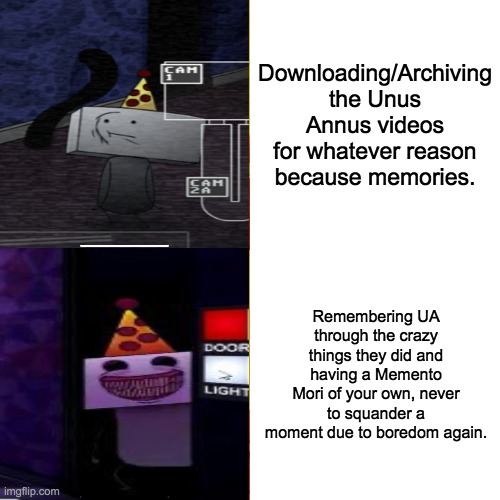 CAM
1
CAM
2A
Downloading/Archiving
the Unus
Annus videos
for whatever reason
because memories.
DOOR
LIGHT
Remembering UA
through the crazy
things they did and
having a Memento
Mori of your own, never
to squander a
moment due to boredom again.
imgflip.com